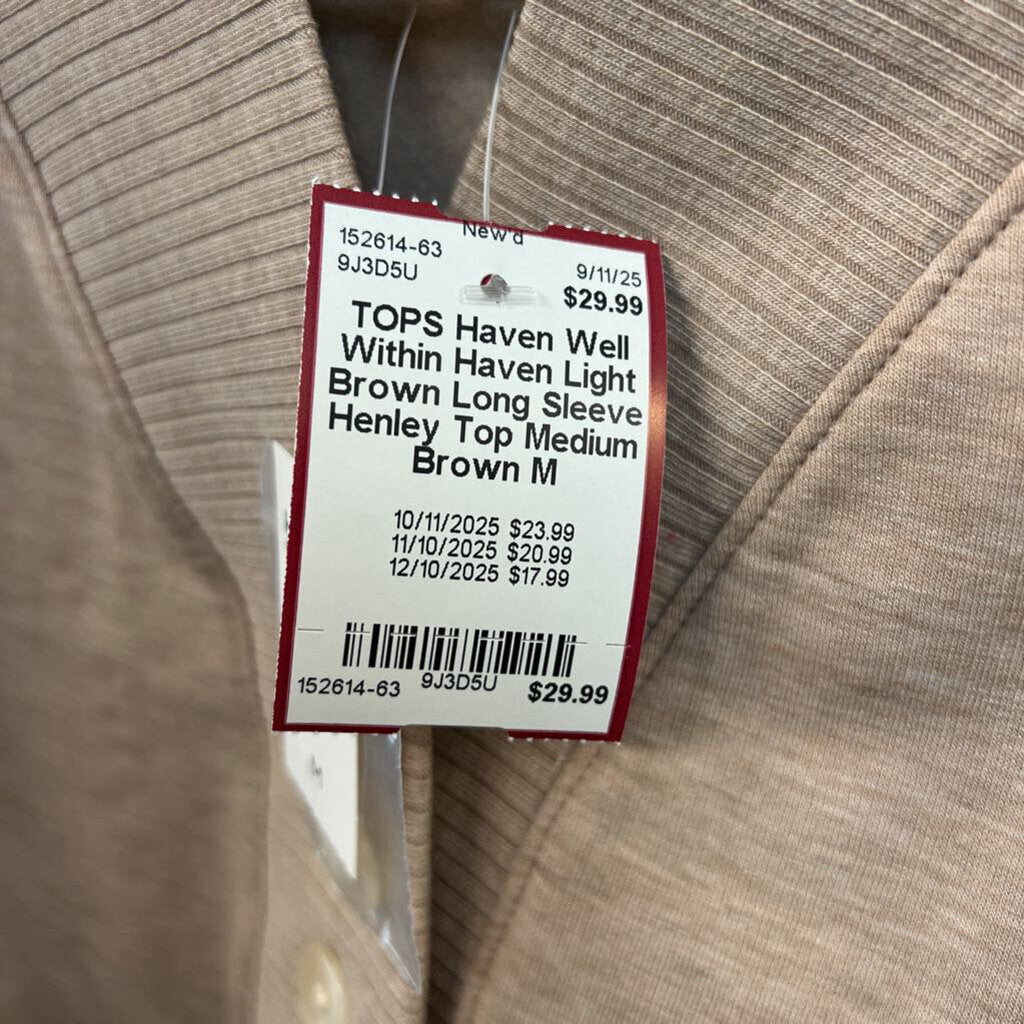 New'd
152614-63
9J3D5U
9/11/25
$29.99
TOPS Haven Well
Within Haven Light
Brown Long Sleeve
Henley Top Medium
Brown M
10/11/2025 $23.99
11/10/2025 $20.99
12/10/2025 $17.99
152614-63 9J3D5U $29.99